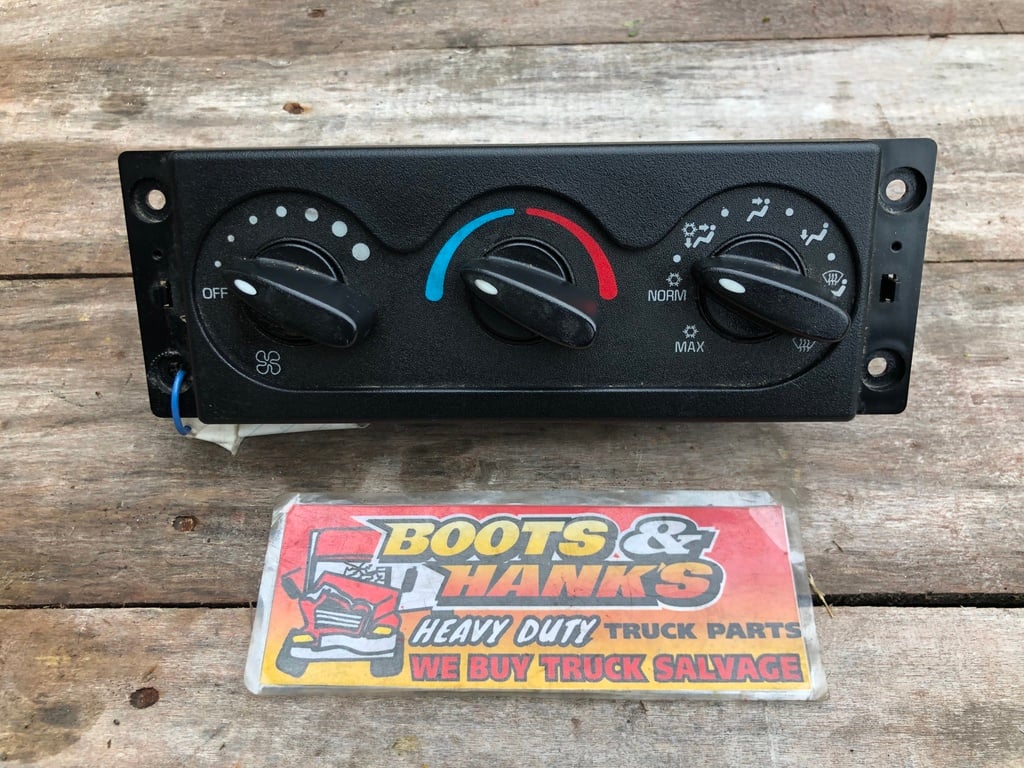 OFF
NORM
MAX
BOOTS &
HANK'S
HEAVY DUTY TRUCK PARTS
WE BUY TRUCK SALVAGE